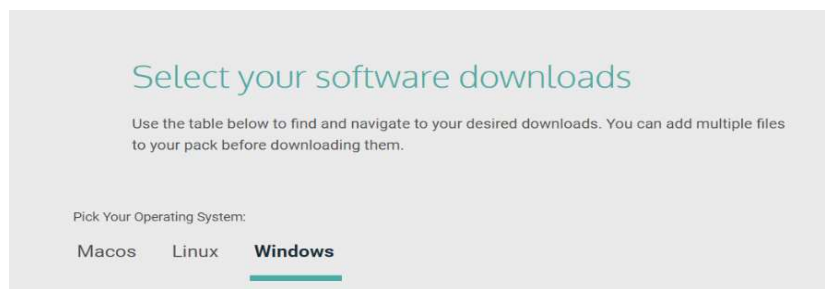 Select your software downloads
Use the table below to find and navigate to your desired downloads. You can add multiple files
to your pack before downloading them.
Pick Your Operating System:
Macos Linux Windows